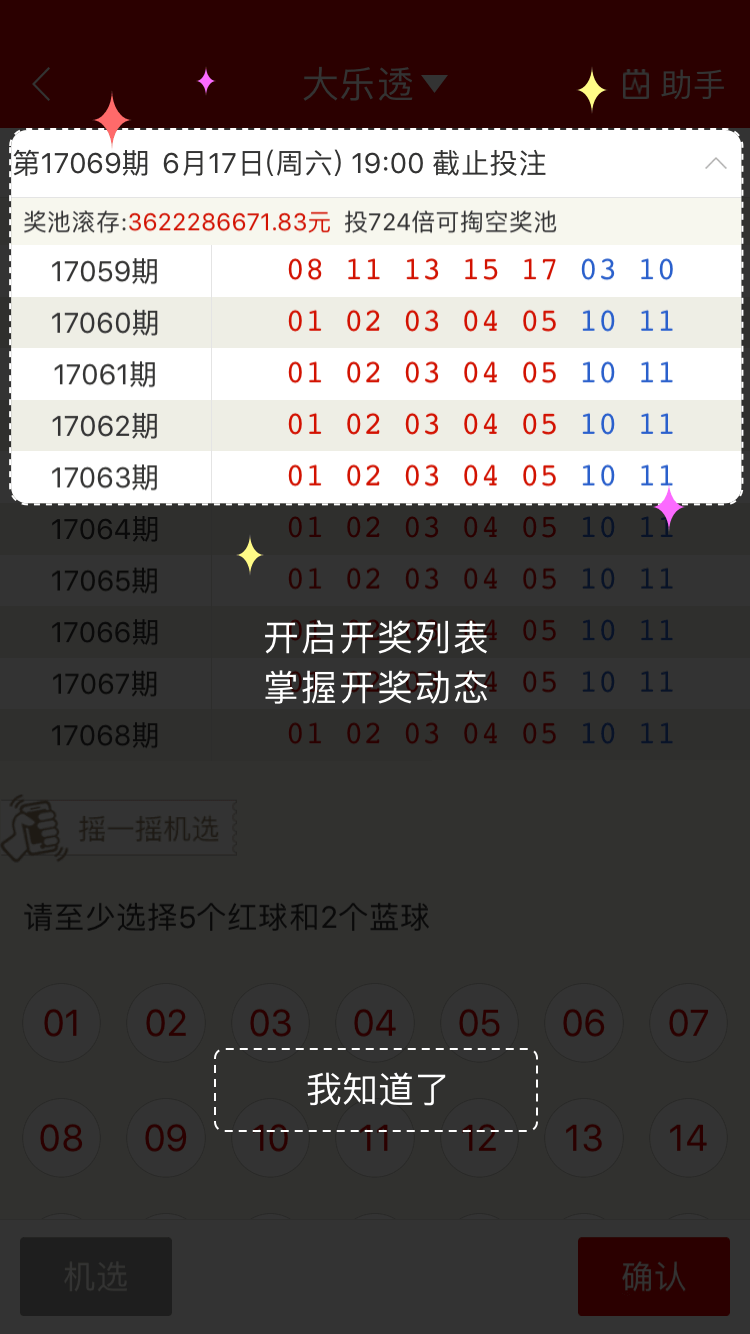 大乐透 助手
第17069期 6月17日(周六) 19:00 截止投注
奖池滚存:3622286671.83元 投724倍可掏空奖池
17059期 08 11 13 15 17 03 10
17060期 01 02 03 04 05 10 11
17061期 01 02 03 04 05 10 11
17062期 01 02 03 04 05 10 11
17063期 01 02 03 04 05 10 11
17064期 01 02 03 04 05 10 11
17065期 01 02 03 04 05 10 11
17066期 01 02 03 04 05 10 11
开启开奖列表
17067期 01 02 03 04 05 10 11
掌握开奖动态
17068期 01 02 03 04 05 10 11
摇一摇机选
请至少选择5个红球和2个蓝球
01 02 03 04 05 06 07
我知道了
08 09 10 11 12 13 14
机选 确认